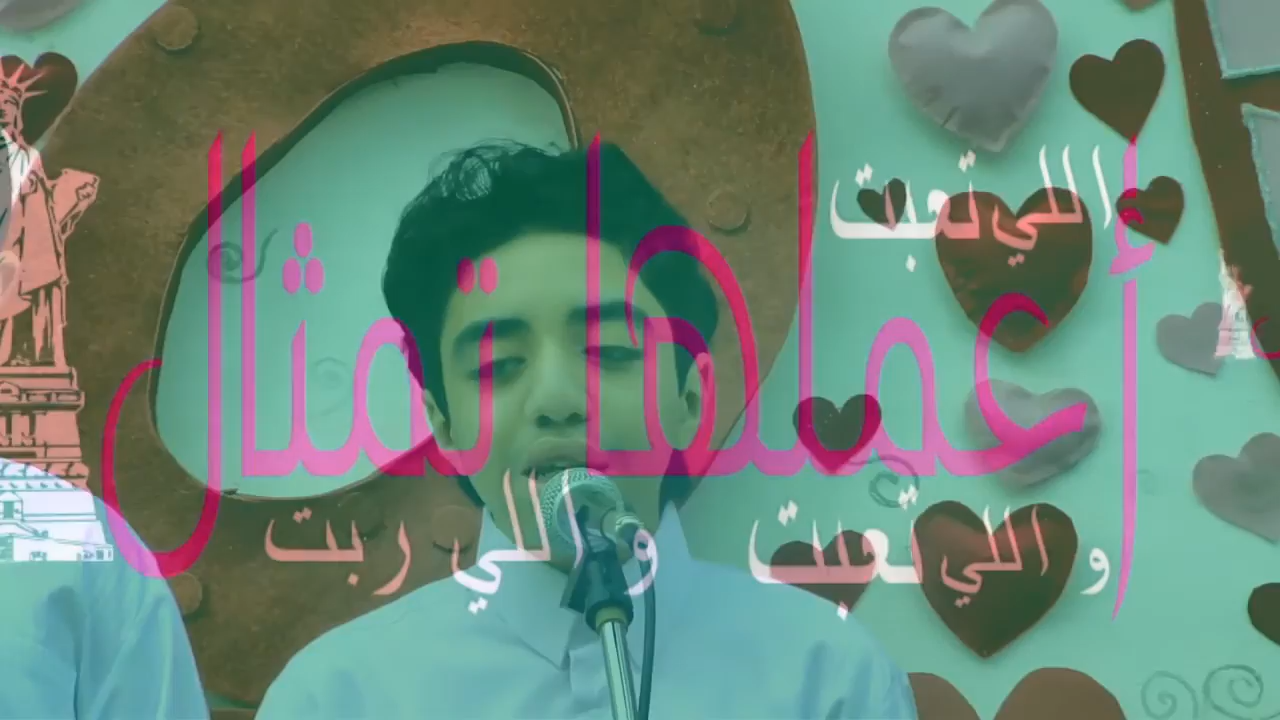 اللي تعبت
أعملها تمثال
و اللي تعبت و اللي ربت